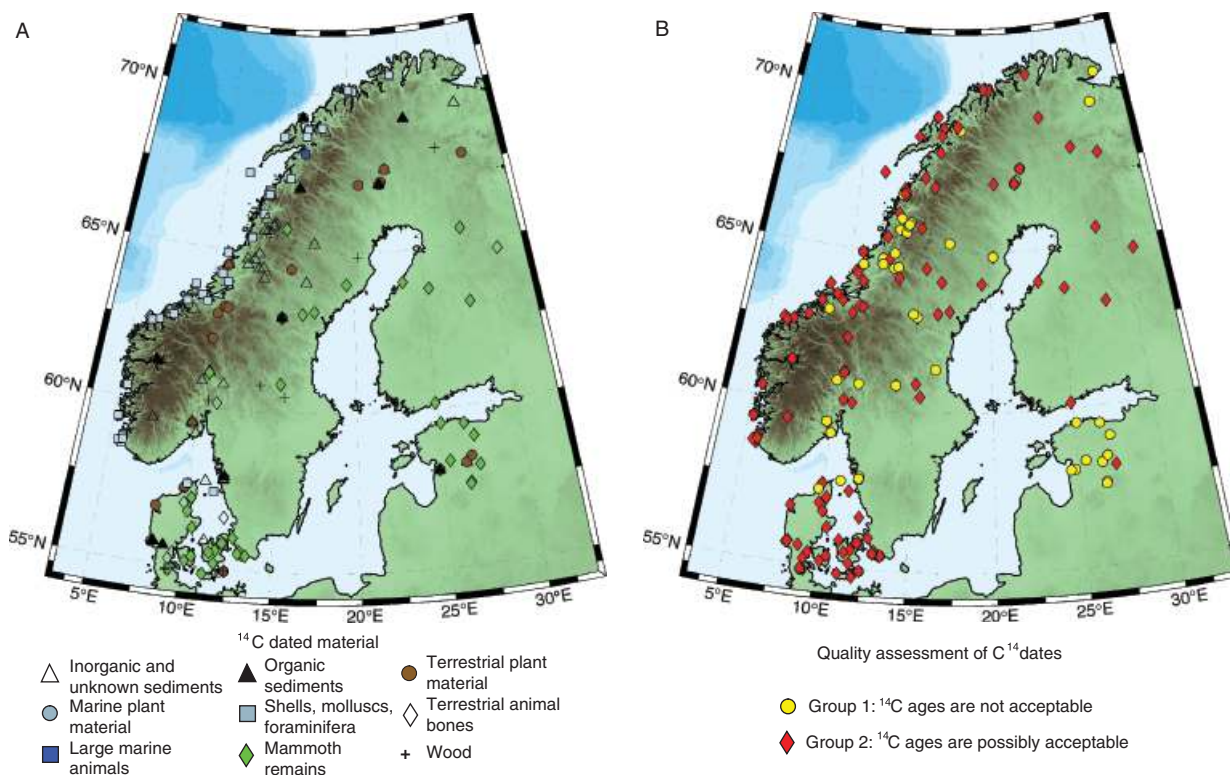 A
B
70°N
65°N
60°N
55°N
5°E
10°E
15°E
20°E
25°E
30°E
70°N
65°N
60°N
55°N
5°E
10°E
15°E
20°E
25°E
30°E
¹⁴C dated material
Inorganic and
unknown sediments
Organic
sediments
Terrestrial plant
material
Marine plant
material
Shells, molluscs,
foraminifera
Terrestrial animal
bones
Large marine
animals
Mammoth
remains
Wood
Quality assessment of C¹⁴dates
Group 1: ¹⁴C ages are not acceptable
Group 2: ¹⁴C ages are possibly acceptable